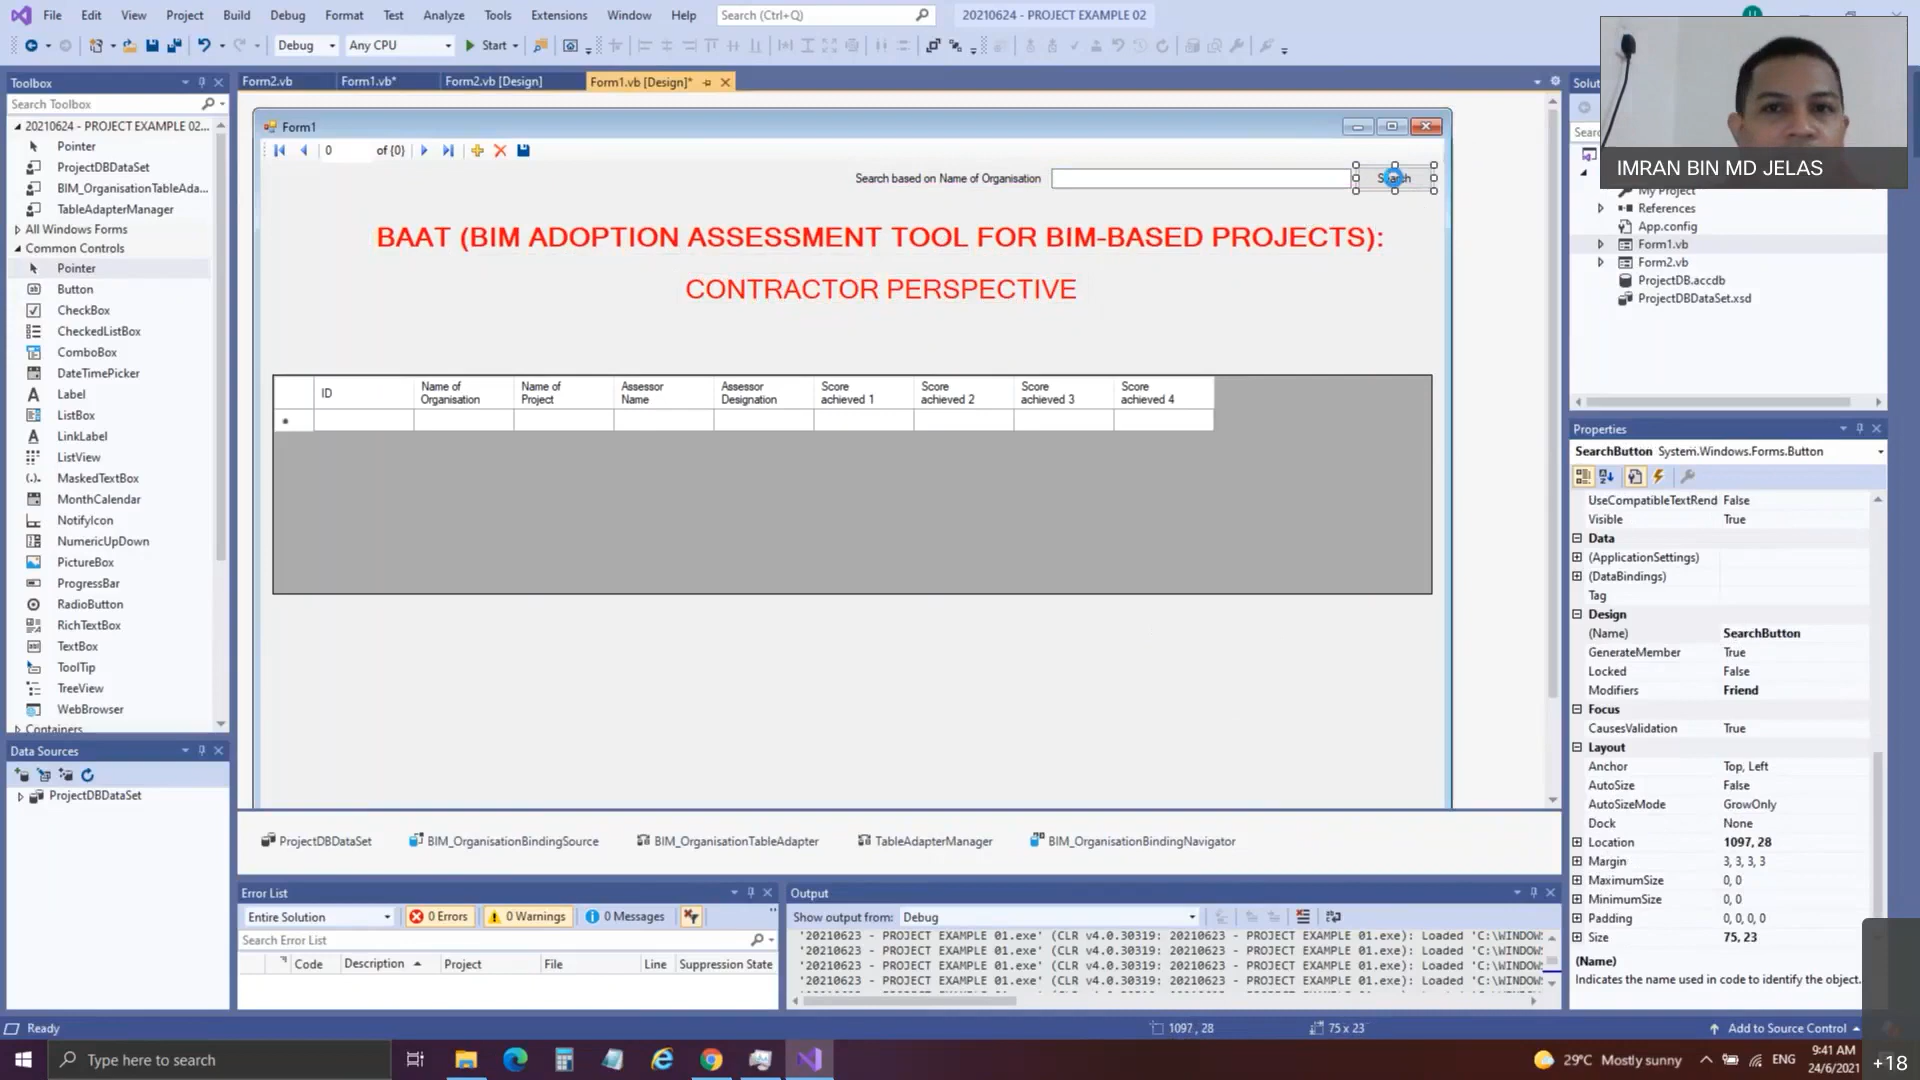 File Edit View Project Build Debug Format Test Analyze Tools Extensions Window Help Search (Ctrl+Q) 20210624 - PROJECT EXAMPLE 02
Debug Any CPU Start
Toolbox
Search Toolbox
20210624 - PROJECT EXAMPLE 02...
Pointer
ProjectDBDataSet
BIM_OrganisationTableAda...
TableAdapterManager
All Windows Forms
Common Controls
Pointer
Button
CheckBox
CheckedListBox
ComboBox
DateTimePicker
Label
ListBox
LinkLabel
ListView
MaskedTextBox
MonthCalendar
NotifyIcon
NumericUpDown
PictureBox
ProgressBar
RadioButton
RichTextBox
TextBox
ToolTip
TreeView
WebBrowser
Containers
Data Sources
ProjectDBDataSet
Form2.vb Form1.vb* Form2.vb [Design] Form1.vb [Design]*
Form1
0 of {0}
Search based on Name of Organisation Search
BAAT (BIM ADOPTION ASSESSMENT TOOL FOR BIM-BASED PROJECTS):
CONTRACTOR PERSPECTIVE
ID Name of Organisation Name of Project Assessor Name Assessor Designation Score achieved 1 Score achieved 2 Score achieved 3 Score achieved 4
ProjectDBDataSet BIM_OrganisationBindingSource BIM_OrganisationTableAdapter TableAdapterManager BIM_OrganisationBindingNavigator
Error List
Entire Solution 0 Errors 0 Warnings 0 Messages
Search Error List
Code Description Project File Line Suppression State
Output
Show output from: Debug
'20210623 - PROJECT EXAMPLE 01.exe' (CLR v4.0.30319: 20210623 - PROJECT EXAMPLE 01.exe): Loaded 'C:\WINDOW
'20210623 - PROJECT EXAMPLE 01.exe' (CLR v4.0.30319: 20210623 - PROJECT EXAMPLE 01.exe): Loaded 'C:\WINDOW
'20210623 - PROJECT EXAMPLE 01.exe' (CLR v4.0.30319: 20210623 - PROJECT EXAMPLE 01.exe): Loaded 'C:\WINDOW
'20210623 - PROJECT EXAMPLE 01.exe' (CLR v4.0.30319: 20210623 - PROJECT EXAMPLE 01.exe): Loaded 'C:\WINDOW
IMRAN BIN MD JELAS
My Project
References
App.config
Form1.vb
Form2.vb
ProjectDB.accdb
ProjectDBDataSet.xsd
Properties
SearchButton System.Windows.Forms.Button
UseCompatibleTextRend False
Visible True
Data
(ApplicationSettings)
(DataBindings)
Tag
Design
(Name) SearchButton
GenerateMember True
Locked False
Modifiers Friend
Focus
CausesValidation True
Layout
Anchor Top, Left
AutoSize False
AutoSizeMode GrowOnly
Dock None
Location 1097, 28
Margin 3, 3, 3, 3
MaximumSize 0, 0
MinimumSize 0, 0
Padding 0, 0, 0, 0
Size 75, 23
(Name)
Indicates the name used in code to identify the object.
Ready 1097 , 28 75 x 23 Add to Source Control
Type here to search 29°C Mostly sunny ENG 9:41 AM 24/6/2021 +18